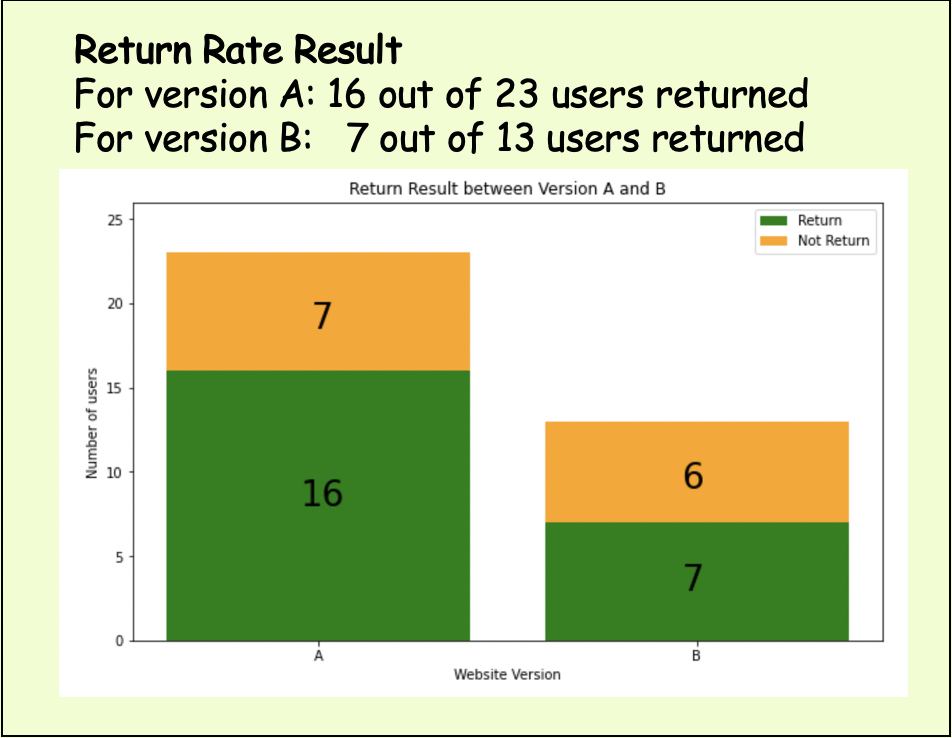 Return Rate Result
For version A: 16 out of 23 users returned
For version B: 7 out of 13 users returned
Return Result between Version A and B
Return
Not Return
Number of users
25
20
15
10
5
0
7
16
6
7
A
B
Website Version